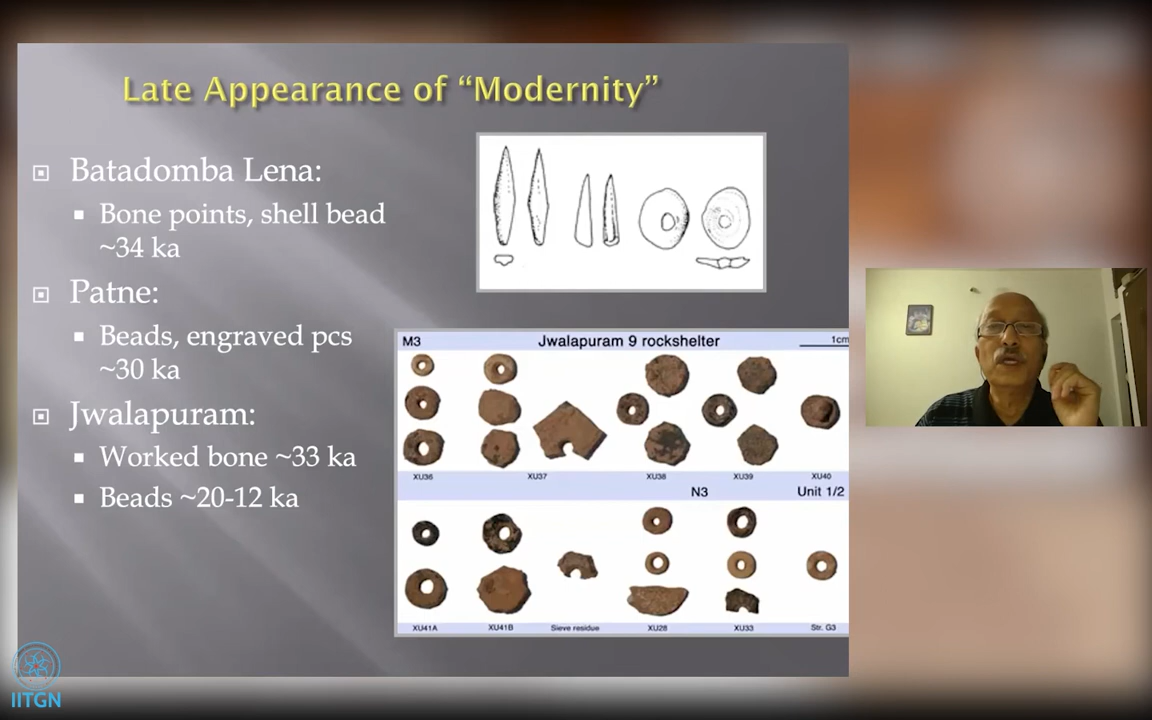 Late Appearance of “Modernity”
Batadomba Lena:
Bone points, shell bead
~34 ka
Patne:
Beads, engraved pcs
~30 ka
Jwalapuram:
Worked bone ~33 ka
Beads ~20-12 ka
M3 Jwalapuram 9 rockshelter 1cm
XU36 XU37 XU38 XU39 XU40
N3 Unit 1/2
XU41A XU41B Sieve residue XU28 XU33 Str. G3
IITGN